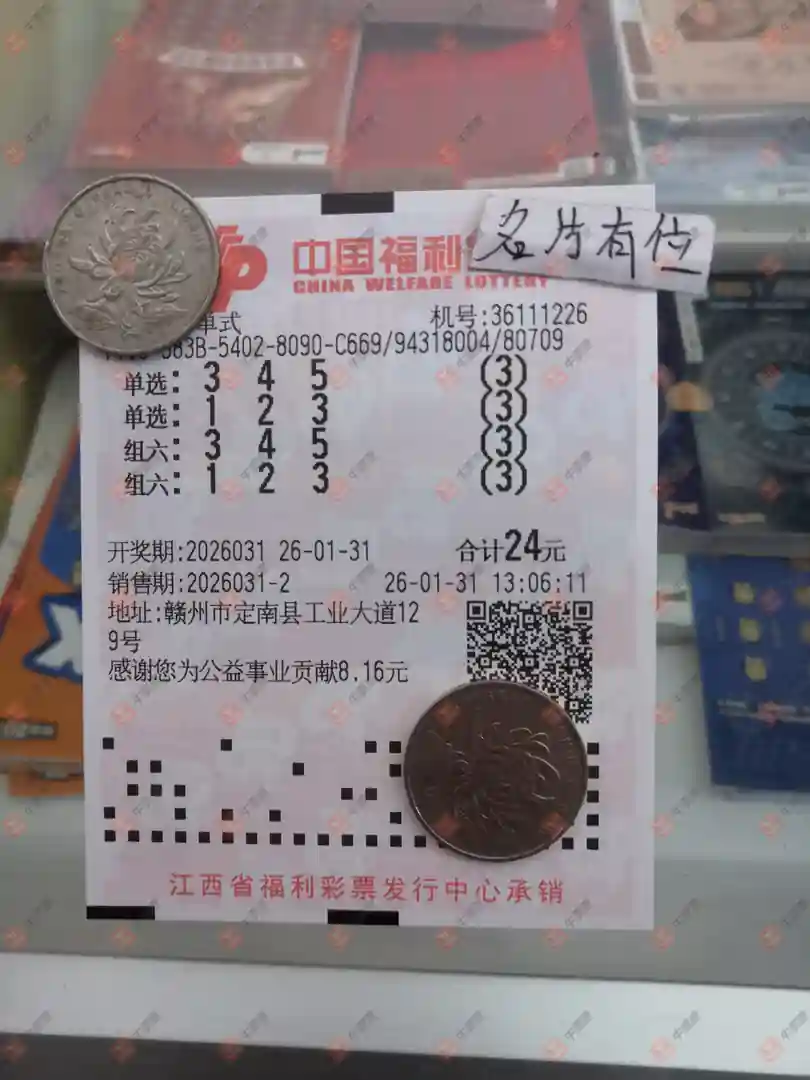 中国福利
名片有位
CHINA WELFARE LOTTERY
单式 机号:36111226
83B-5402-8090-C669/94318004/80709
单选: 3 4 5 (3)
单选: 1 2 3 (3)
组六: 3 4 5 (3)
组六: 1 2 3 (3)
开奖期:2026031 26-01-31 合计24元
销售期:2026031-2 26-01-31 13:06:11
地址:赣州市定南县工业大道12
9号
感谢您为公益事业贡献8.16元
江西省福利彩票发行中心承销